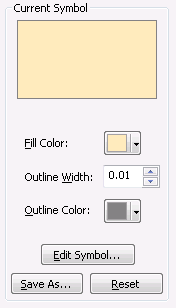 Current Symbol
Fill Color:
Outline Width: 0.01
Outline Color:
Edit Symbol...
Save As... Reset